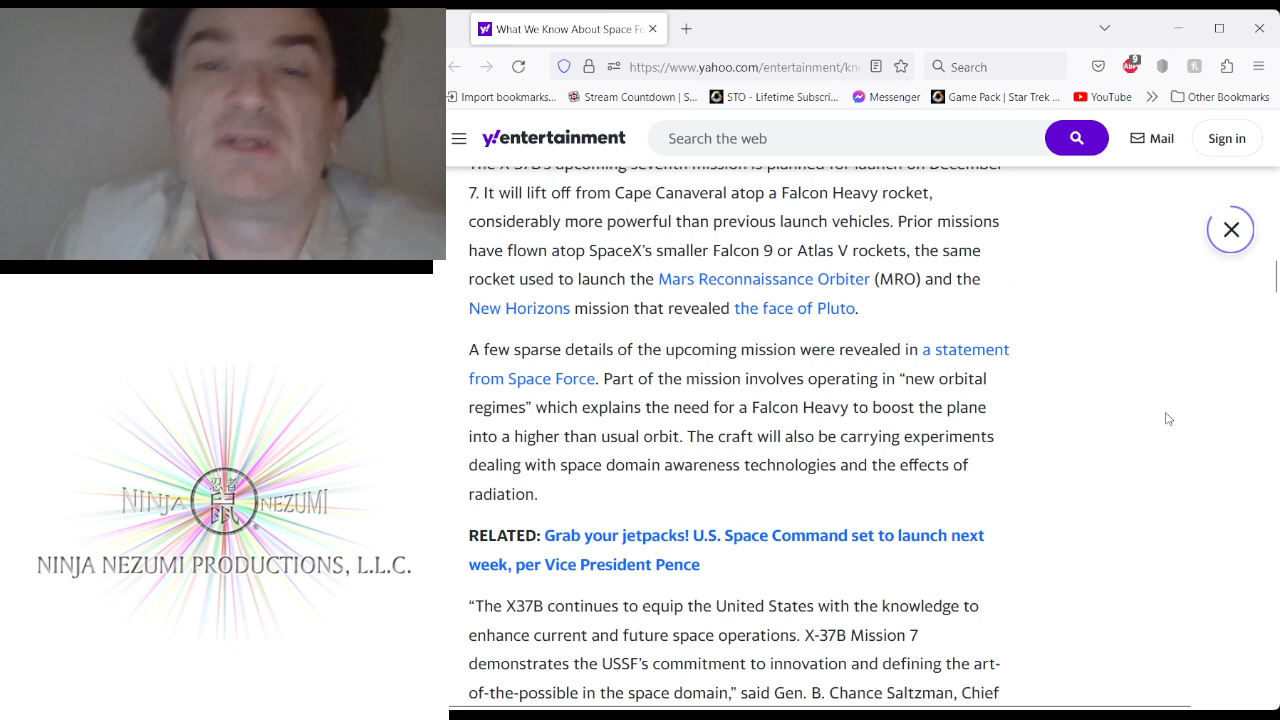 What We Know About Space Fo
https://www.yahoo.com/entertainment/kno
Search
9
Import bookmarks...
Stream Countdown | S...
STO - Lifetime Subscri...
Messenger
Game Pack | Star Trek ...
YouTube
Other Bookmarks
y!entertainment
Search the web
Mail
Sign in
The X-37B's upcoming seventh mission is planned for launch on December
7. It will lift off from Cape Canaveral atop a Falcon Heavy rocket,
considerably more powerful than previous launch vehicles. Prior missions
have flown atop SpaceX's smaller Falcon 9 or Atlas V rockets, the same
rocket used to launch the Mars Reconnaissance Orbiter (MRO) and the
New Horizons mission that revealed the face of Pluto.
A few sparse details of the upcoming mission were revealed in a statement
from Space Force. Part of the mission involves operating in “new orbital
regimes” which explains the need for a Falcon Heavy to boost the plane
into a higher than usual orbit. The craft will also be carrying experiments
dealing with space domain awareness technologies and the effects of
radiation.
RELATED: Grab your jetpacks! U.S. Space Command set to launch next
week, per Vice President Pence
“The X37B continues to equip the United States with the knowledge to
enhance current and future space operations. X-37B Mission 7
demonstrates the USSF's commitment to innovation and defining the art-
of-the-possible in the space domain,” said Gen. B. Chance Saltzman, Chief
忍者
NINJA 鼠 NEZUMI
®
NINJA NEZUMI PRODUCTIONS, L.L.C.